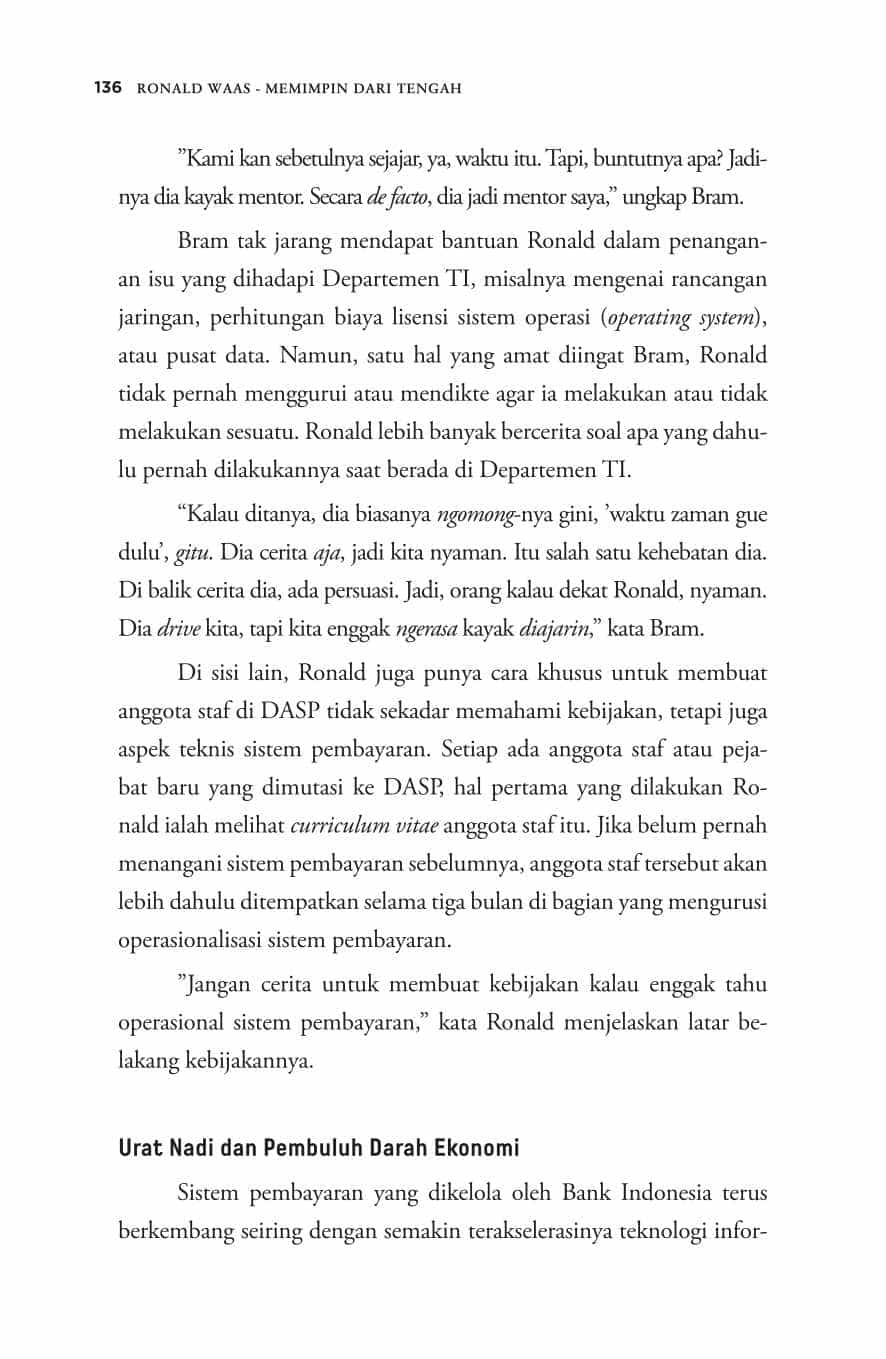 136 RONALD WAAS - MEMIMPIN DARI TENGAH
”Kami kan sebetulnya sejajar, ya, waktu itu. Tapi, buntutnya apa? Jadi-
nya dia kayak mentor. Secara de facto, dia jadi mentor saya,” ungkap Bram.
Bram tak jarang mendapat bantuan Ronald dalam penangan-
an isu yang dihadapi Departemen TI, misalnya mengenai rancangan
jaringan, perhitungan biaya lisensi sistem operasi (operating system),
atau pusat data. Namun, satu hal yang amat diingat Bram, Ronald
tidak pernah menggurui atau mendikte agar ia melakukan atau tidak
melakukan sesuatu. Ronald lebih banyak bercerita soal apa yang dahu-
lu pernah dilakukannya saat berada di Departemen TI.
“Kalau ditanya, dia biasanya ngomong-nya gini, ’waktu zaman gue
dulu’, gitu. Dia cerita aja, jadi kita nyaman. Itu salah satu kehebatan dia.
Di balik cerita dia, ada persuasi. Jadi, orang kalau dekat Ronald, nyaman.
Dia drive kita, tapi kita enggak ngerasa kayak diajarin,” kata Bram.
Di sisi lain, Ronald juga punya cara khusus untuk membuat
anggota staf di DASP tidak sekadar memahami kebijakan, tetapi juga
aspek teknis sistem pembayaran. Setiap ada anggota staf atau peja-
bat baru yang dimutasi ke DASP, hal pertama yang dilakukan Ro-
nald ialah melihat curriculum vitae anggota staf itu. Jika belum pernah
menangani sistem pembayaran sebelumnya, anggota staf tersebut akan
lebih dahulu ditempatkan selama tiga bulan di bagian yang mengurusi
operasionalisasi sistem pembayaran.
”Jangan cerita untuk membuat kebijakan kalau enggak tahu
operasional sistem pembayaran,” kata Ronald menjelaskan latar be-
lakang kebijakannya.
Urat Nadi dan Pembuluh Darah Ekonomi
Sistem pembayaran yang dikelola oleh Bank Indonesia terus
berkembang seiring dengan semakin terakselerasinya teknologi infor-